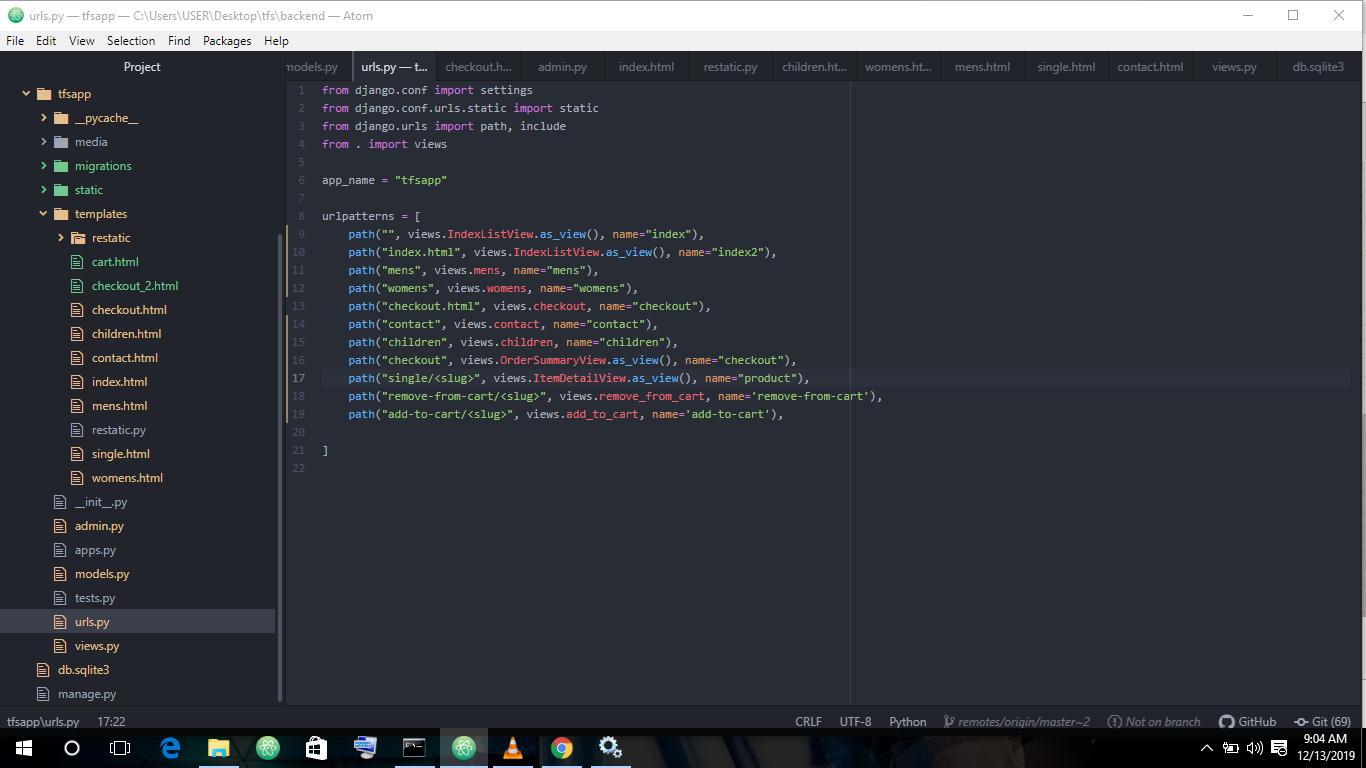 urls.py — tfsapp — C:\Users\USER\Desktop\tfs\backend — Atom
File Edit View Selection Find Packages Help
Project
models.py urls.py — t... checkout.h... admin.py index.html restatic.py children.ht... womens.ht... mens.html single.html contact.html views.py db.sqlite3
tfsapp
__pycache__
media
migrations
static
templates
restatic
cart.html
checkout_2.html
checkout.html
children.html
contact.html
index.html
mens.html
restatic.py
single.html
womens.html
__init__.py
admin.py
apps.py
models.py
tests.py
urls.py
views.py
db.sqlite3
manage.py
1 from django.conf import settings
2 from django.conf.urls.static import static
3 from django.urls import path, include
4 from . import views
5
6 app_name = "tfsapp"
7
8 urlpatterns = [
9 path("", views.IndexListView.as_view(), name="index"),
10 path("index.html", views.IndexListView.as_view(), name="index2"),
11 path("mens", views.mens, name="mens"),
12 path("womens", views.womens, name="womens"),
13 path("checkout.html", views.checkout, name="checkout"),
14 path("contact", views.contact, name="contact"),
15 path("children", views.children, name="children"),
16 path("checkout", views.OrderSummaryView.as_view(), name="checkout"),
17 path("single/<slug>", views.ItemDetailView.as_view(), name="product"),
18 path("remove-from-cart/<slug>", views.remove_from_cart, name='remove-from-cart'),
19 path("add-to-cart/<slug>", views.add_to_cart, name='add-to-cart'),
20
21 ]
22
tfsapp\urls.py 17:22 CRLF UTF-8 Python remotes/origin/master~2 Not on branch GitHub Git (69)
9:04 AM
12/13/2019